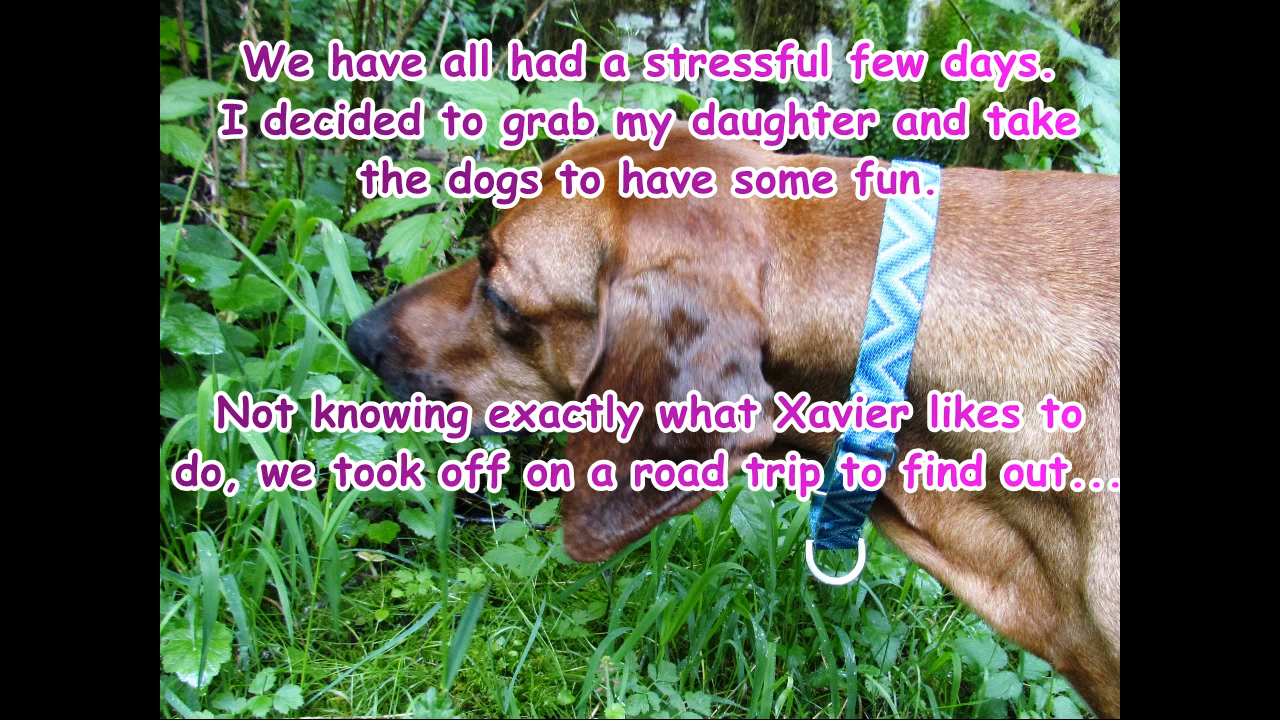 We have all had a stressful few days.
I decided to grab my daughter and take
the dogs to have some fun.
Not knowing exactly what Xavier likes to
do, we took off on a road trip to find out...